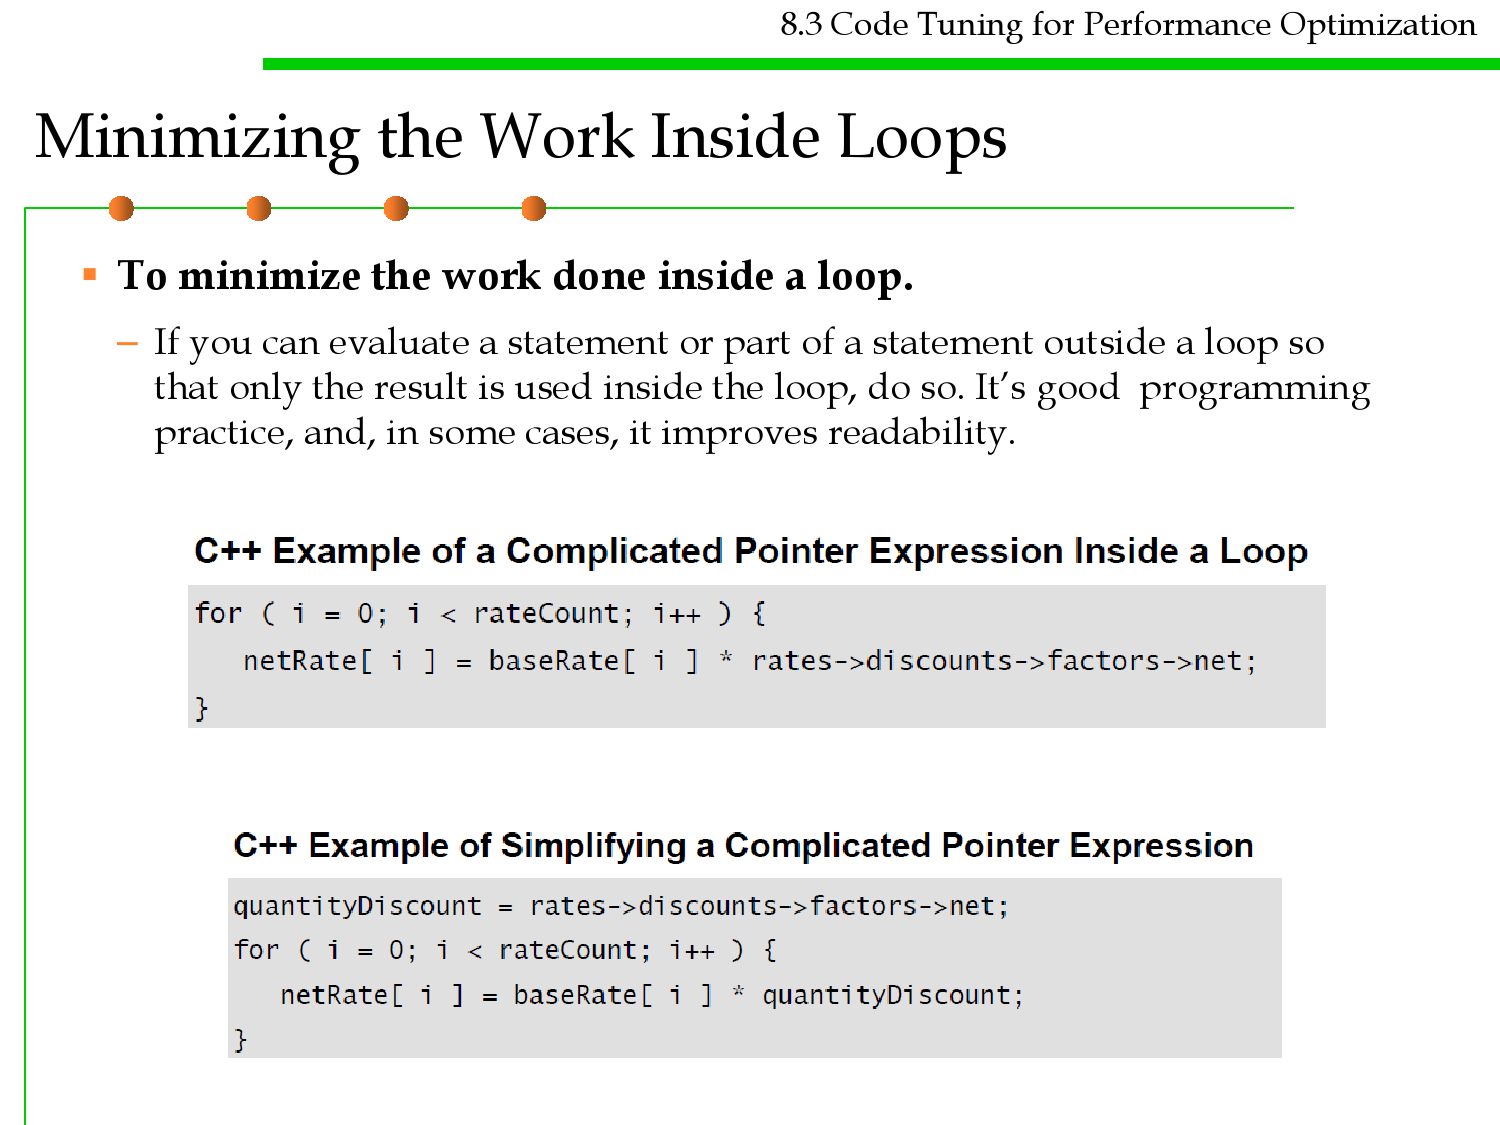 8.3 Code Tuning for Performance Optimization
Minimizing the Work Inside Loops
To minimize the work done inside a loop.
– If you can evaluate a statement or part of a statement outside a loop so
that only the result is used inside the loop, do so. It’s good  programming
practice, and, in some cases, it improves readability.
C++ Example of a Complicated Pointer Expression Inside a Loop
for ( i = 0; i < rateCount; i++ ) {
   netRate[ i ] = baseRate[ i ] * rates->discounts->factors->net;
}
C++ Example of Simplifying a Complicated Pointer Expression
quantityDiscount = rates->discounts->factors->net;
for ( i = 0; i < rateCount; i++ ) {
   netRate[ i ] = baseRate[ i ] * quantityDiscount;
}